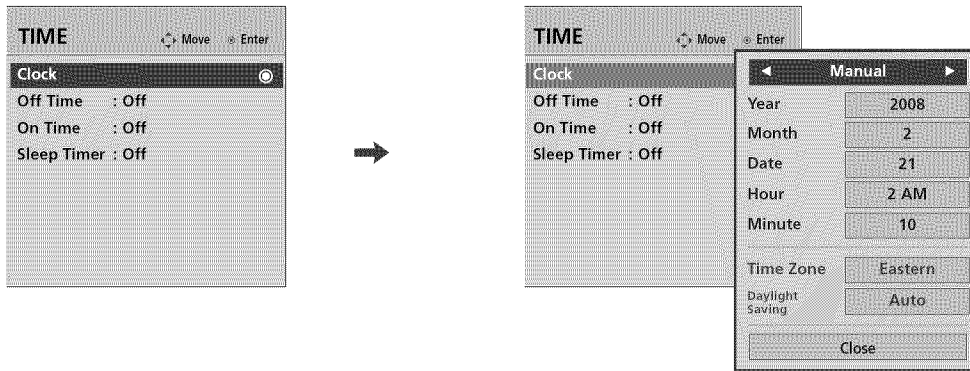 TIME Move Enter
Clock
Off Time : Off
On Time : Off
Sleep Timer : Off
TIME Move Enter
Clock
Off Time : Off
On Time : Off
Sleep Timer : Off
Manual
Year 2008
Month 2
Date 21
Hour 2 AM
Minute 10
Time Zone Eastern
Daylight
Saving Auto
Close